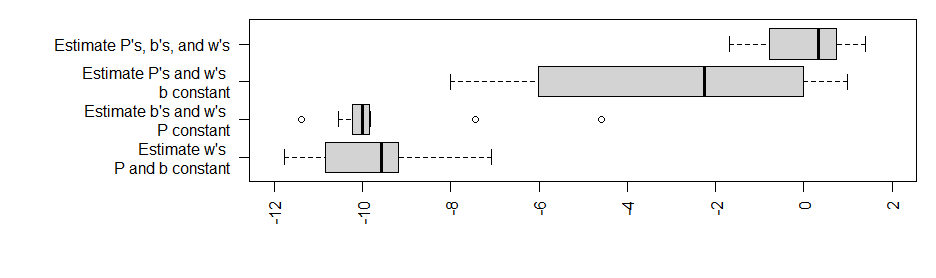 Estimate P's, b's, and w's
Estimate P's and w's
b constant
Estimate b's and w's
P constant
Estimate w's
P and b constant
-12
-10
-8
-6
-4
-2
0
2